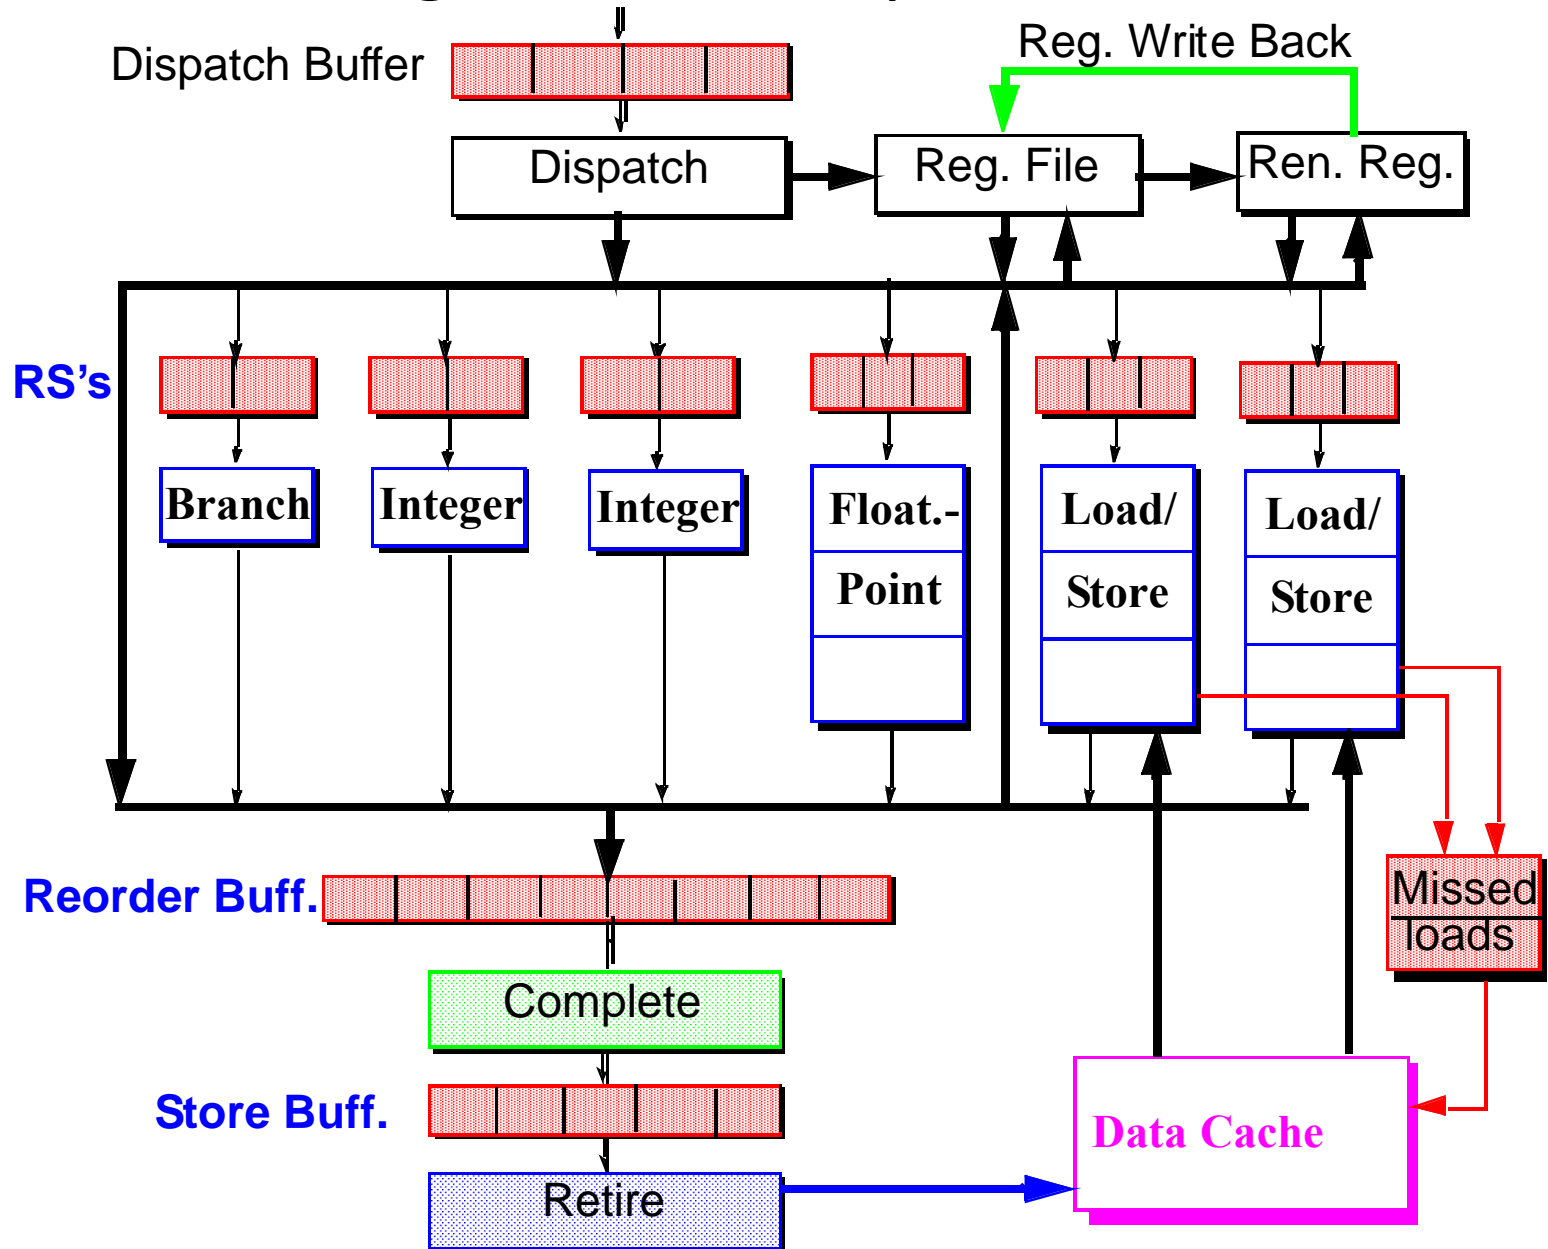 Reg. Write Back
Dispatch Buffer
Dispatch
Reg. File
Ren. Reg.
RS's
Branch
Integer
Integer
Float.-
Point
Load/
Store
Load/
Store
Reorder Buff.
Missed
loads
Complete
Store Buff.
Data Cache
Retire